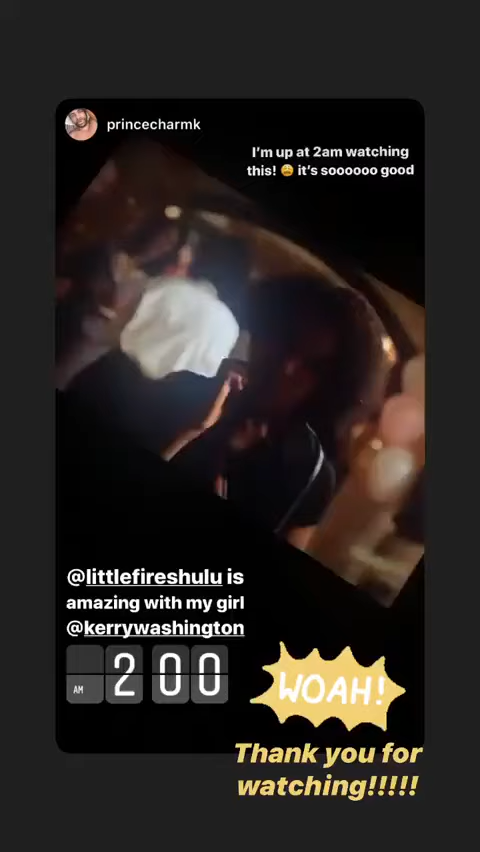 princecharmk
I'm up at 2am watching
this! 😩 it's soooooo good
@littlefireshulu is
amazing with my girl
@kerrywashington
AM 2 00
WOAH!
Thank you for
watching!!!!!